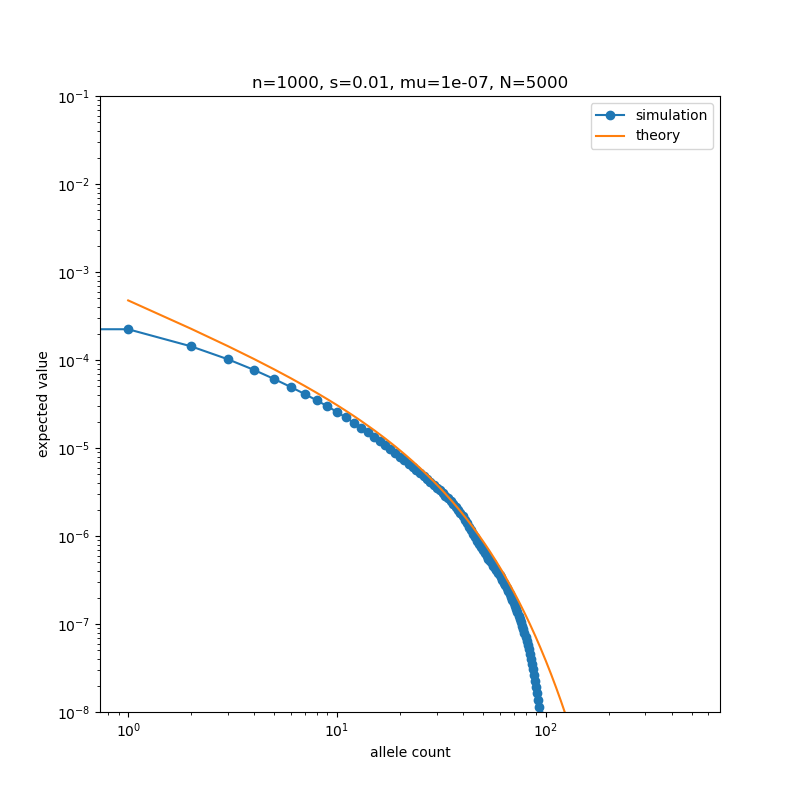 n=1000, s=0.01, mu=1e-07, N=5000
simulation
theory
10⁻¹
10⁻²
10⁻³
10⁻⁴
10⁻⁵
10⁻⁶
10⁻⁷
10⁻⁸
expected value
10⁰ 10¹ 10²
allele count